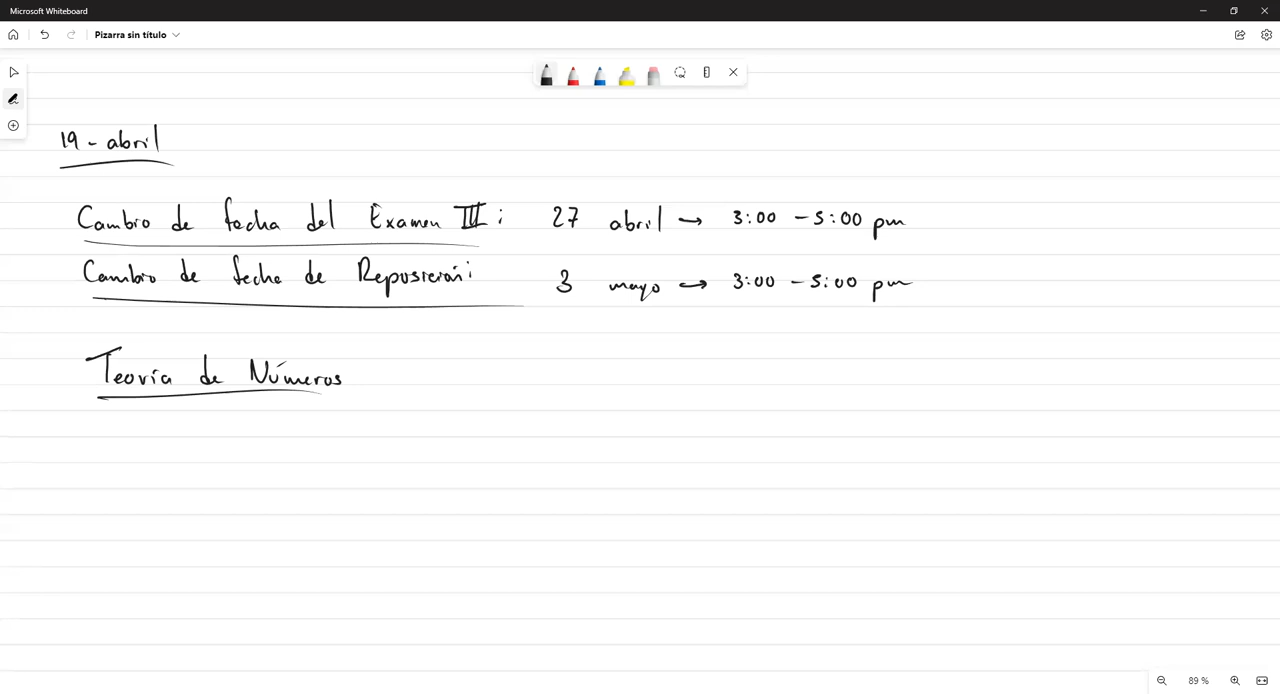 Microsoft Whiteboard
Pizarra sin título
19 - abril
Cambio de fecha del Examen III: 27 abril → 3:00 - 5:00 pm
Cambio de fecha de Reposición: 3 mayo → 3:00 - 5:00 pm
Teoría de Números
89 %